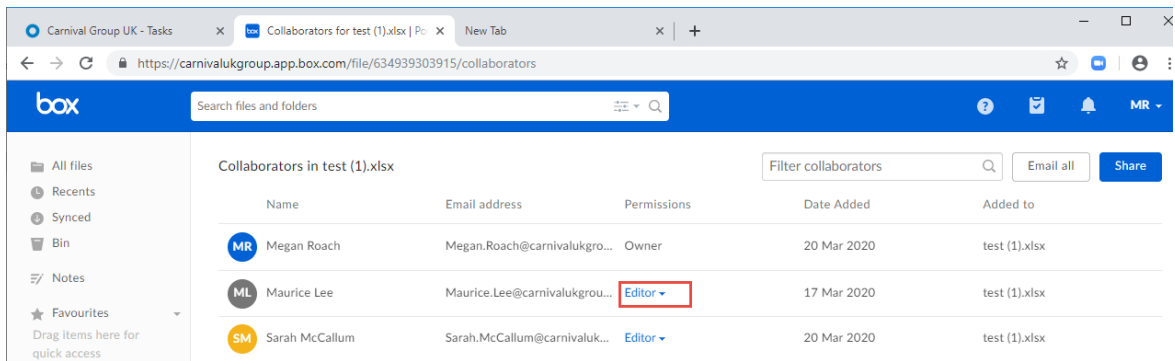 Carnival Group UK - Tasks
Collaborators for test (1).xlsx | Po
New Tab
https://carnivalukgroup.app.box.com/file/634939303915/collaborators
box
Search files and folders
MR
All files
Recents
Synced
Bin
Notes
Favourites
Drag items here for
quick access
Collaborators in test (1).xlsx
Filter collaborators
Email all
Share
Name Email address Permissions Date Added Added to
MR Megan Roach Megan.Roach@carnivalukgro... Owner 20 Mar 2020 test (1).xlsx
ML Maurice Lee Maurice.Lee@carnivalukgrou... Editor 17 Mar 2020 test (1).xlsx
SM Sarah McCallum Sarah.McCallum@carnivaluk... Editor 20 Mar 2020 test (1).xlsx